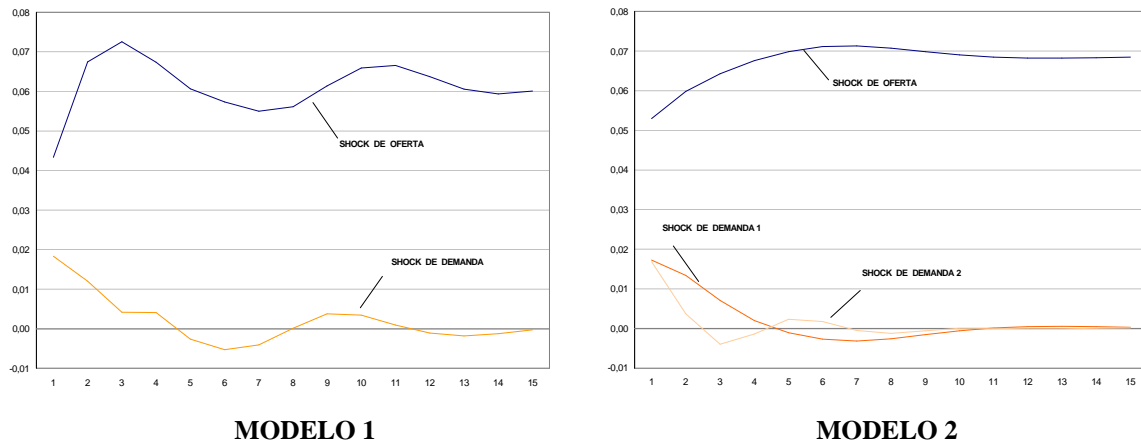 0,08
0,07
0,06
0,05
0,04
0,03
0,02
0,01
0,00
-0,01
SHOCK DE OFERTA
SHOCK DE DEMANDA
1 2 3 4 5 6 7 8 9 10 11 12 13 14 15
MODELO 1
0,08
0,07
0,06
0,05
0,04
0,03
0,02
0,01
0,00
-0,01
SHOCK DE OFERTA
SHOCK DE DEMANDA 1
SHOCK DE DEMANDA 2
1 2 3 4 5 6 7 8 9 10 11 12 13 14 15
MODELO 2